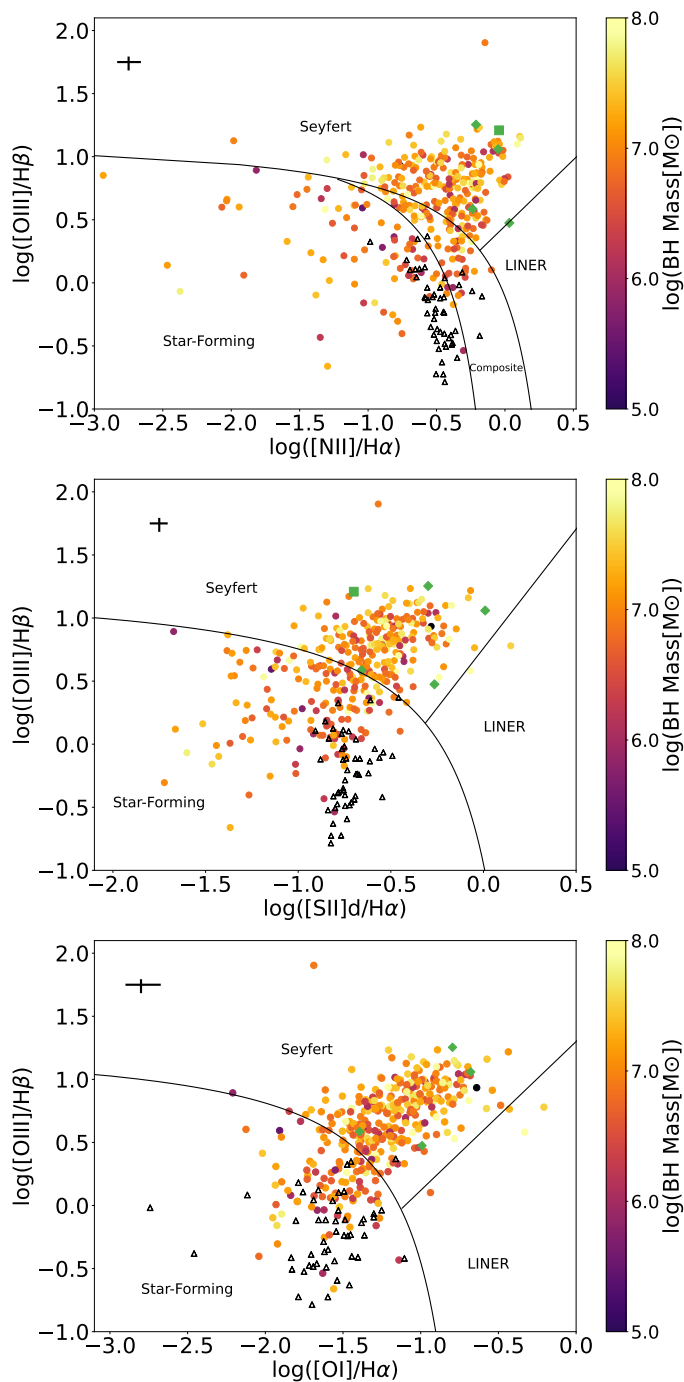 2.0
1.5
1.0
0.5
0.0
−0.5
−1.0
log([OIII]/Hβ)
Seyfert
LINER
Star-Forming
Composite
−3.0 −2.5 −2.0 −1.5 −1.0 −0.5 0.0 0.5
log([NII]/Hα)
8.0
7.0
6.0
5.0
log(BH Mass[M⊙])
2.0
1.5
1.0
0.5
0.0
−0.5
−1.0
log([OIII]/Hβ)
Seyfert
LINER
Star-Forming
−2.0 −1.5 −1.0 −0.5 0.0 0.5
log([SII]d/Hα)
8.0
7.0
6.0
5.0
log(BH Mass[M⊙])
2.0
1.5
1.0
0.5
0.0
−0.5
−1.0
log([OIII]/Hβ)
Seyfert
LINER
Star-Forming
−3.0 −2.5 −2.0 −1.5 −1.0 −0.5 0.0
log([OI]/Hα)
8.0
7.0
6.0
5.0
log(BH Mass[M⊙])